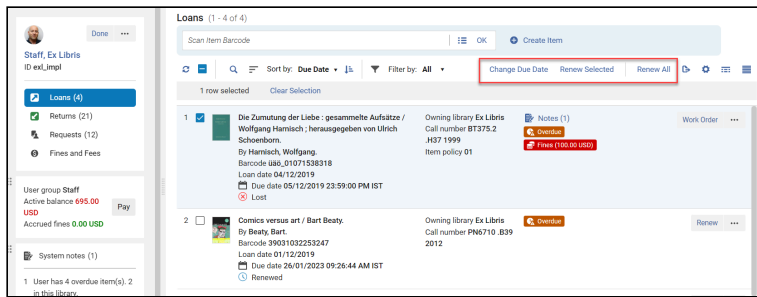 Done
Staff, Ex Libris
ID exl_impl
Loans (4)
Returns (21)
Requests (12)
Fines and Fees
User group Staff
Active balance 695.00
USD
Pay
Accrued fines 0.00 USD
System notes (1)
1 User has 4 overdue item(s). 2
in this library.
Loans (1 - 4 of 4)
Scan Item Barcode
OK
Create Item
Sort by: Due Date
Filter by: All
Change Due Date Renew Selected Renew All
1 row selected Clear Selection
1
Die Zumutung der Liebe : gesammelte Aufsätze /
Wolfgang Harnisch ; herausgegeben von Ulrich
Schoenborn.
By Harnisch, Wolfgang.
Barcode üäö_01071538318
Loan date 04/12/2019
Due date 05/12/2019 23:59:00 PM IST
Lost
Owning library Ex Libris
Call number BT375.2
.H37 1999
Item policy 01
Notes (1)
Overdue
Fines (100.00 USD)
Work Order
2
Comics versus art / Bart Beaty.
By Beaty, Bart.
Barcode 39031032253247
Loan date 01/12/2019
Due date 26/01/2023 09:26:44 AM IST
Renewed
Owning library Ex Libris
Call number PN6710 .B39
2012
Overdue
Renew